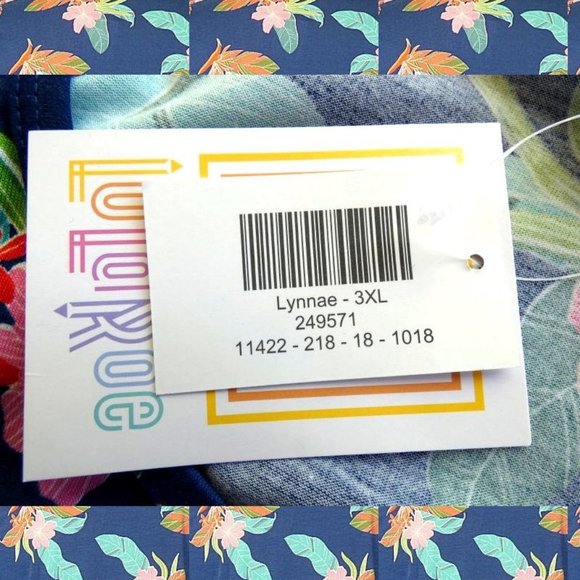 LuLaRoe
Lynnae - 3XL
249571
11422 - 218 - 18 - 1018